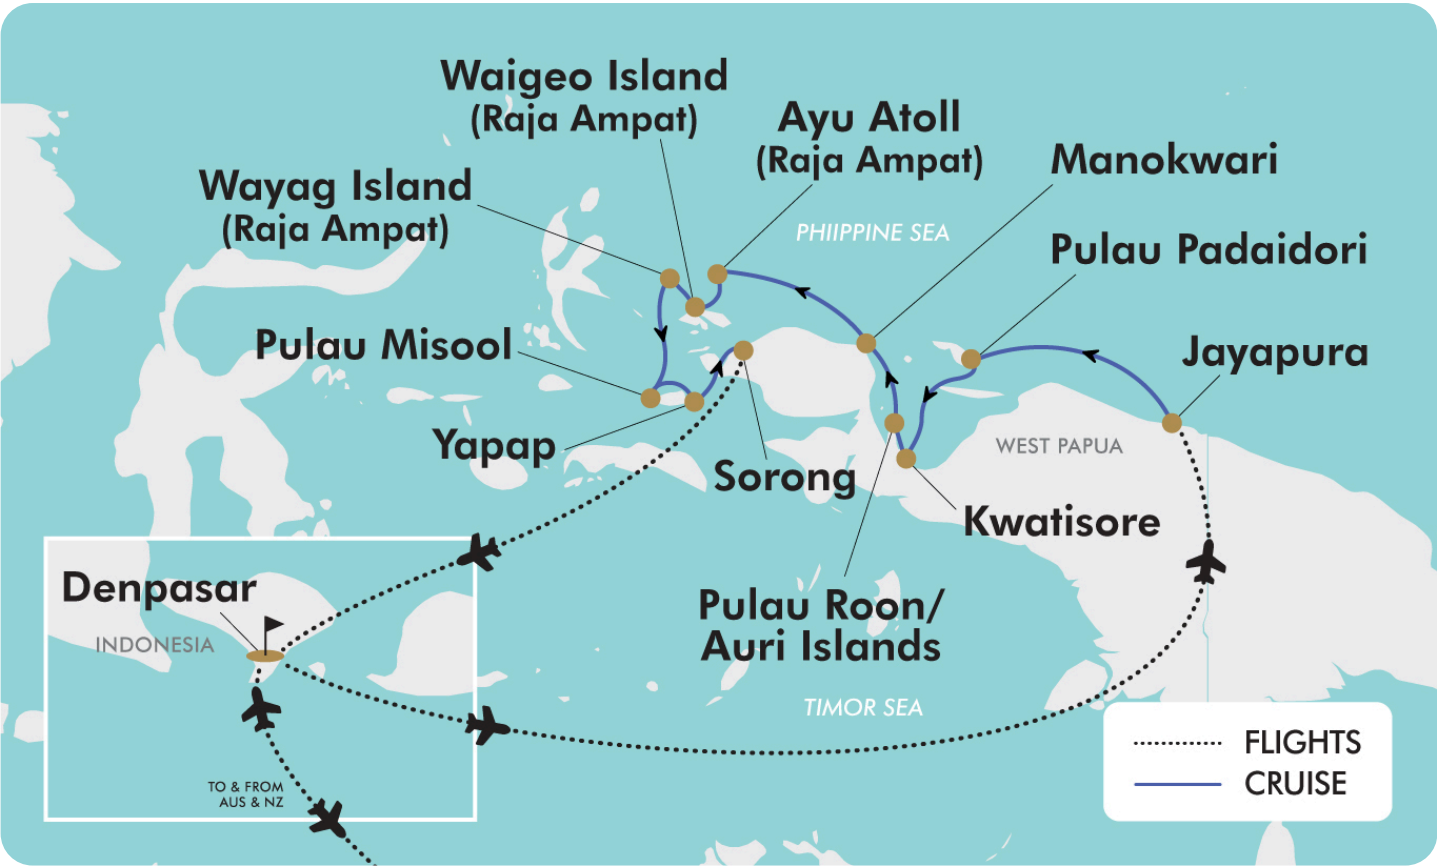 Waigeo Island
(Raja Ampat)
Ayu Atoll
(Raja Ampat)
Manokwari
Wayag Island
(Raja Ampat)
PHIIPPINE SEA
Pulau Padaidori
Pulau Misool
Jayapura
Yapap
WEST PAPUA
Sorong
Kwatisore
Denpasar
INDONESIA
Pulau Roon/
Auri Islands
TIMOR SEA
TO & FROM
AUS & NZ
FLIGHTS
CRUISE